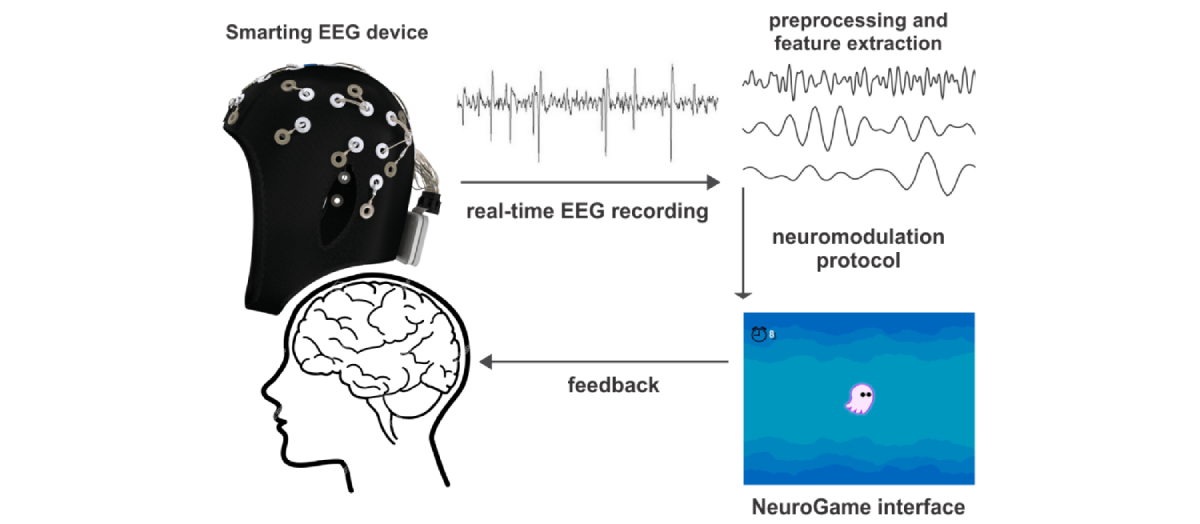 Smarting EEG device
preprocessing and
feature extraction
real-time EEG recording
neuromodulation
protocol
8
feedback
NeuroGame interface